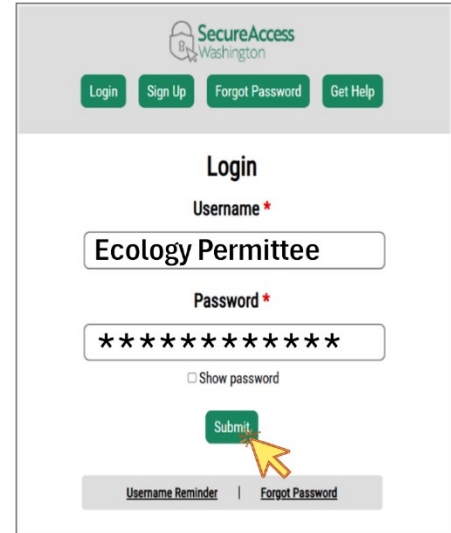 SecureAccess
Washington
Login Sign Up Forgot Password Get Help
Login
Username *
Ecology Permittee
Password *
************
Show password
Submit
Username Reminder | Forgot Password